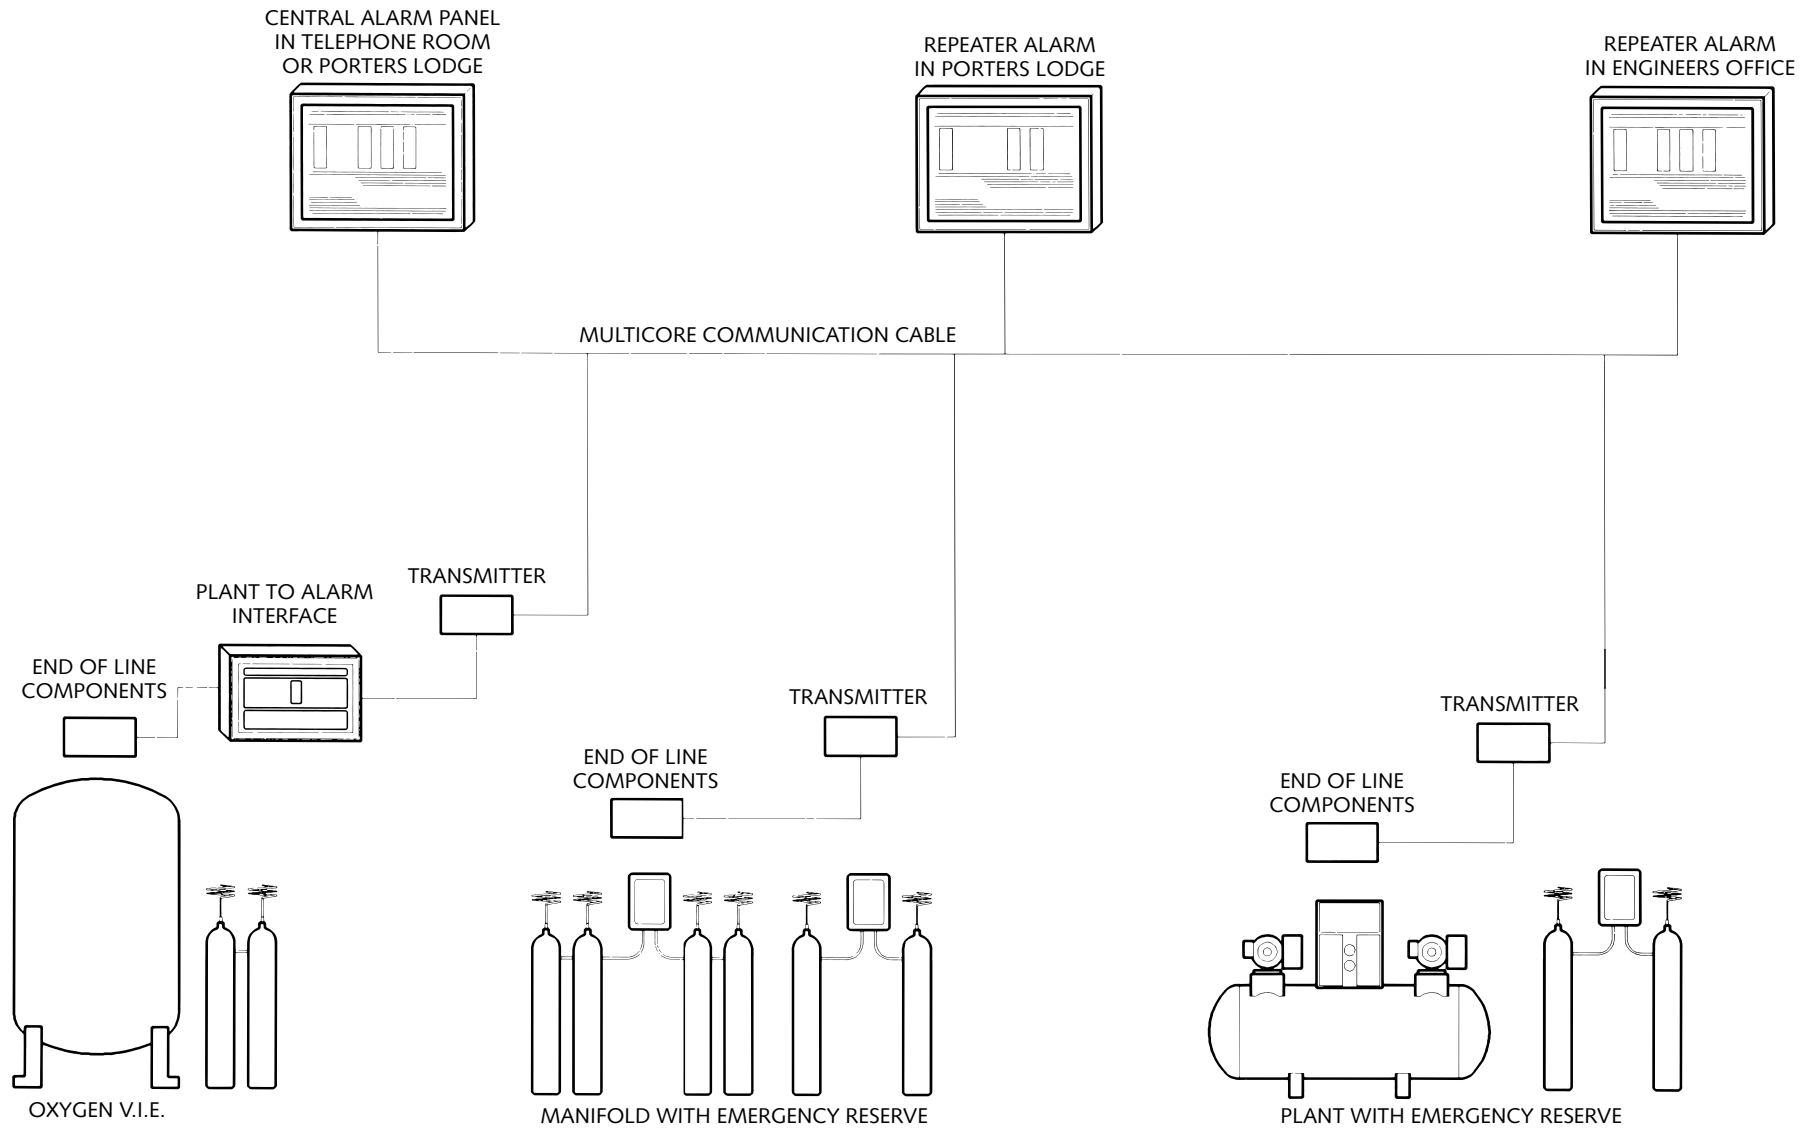 CENTRAL ALARM PANEL
IN TELEPHONE ROOM
OR PORTERS LODGE
REPEATER ALARM
IN PORTERS LODGE
REPEATER ALARM
IN ENGINEERS OFFICE
MULTICORE COMMUNICATION CABLE
TRANSMITTER
PLANT TO ALARM
INTERFACE
END OF LINE
COMPONENTS
TRANSMITTER
END OF LINE
COMPONENTS
TRANSMITTER
END OF LINE
COMPONENTS
OXYGEN V.I.E.
MANIFOLD WITH EMERGENCY RESERVE
PLANT WITH EMERGENCY RESERVE